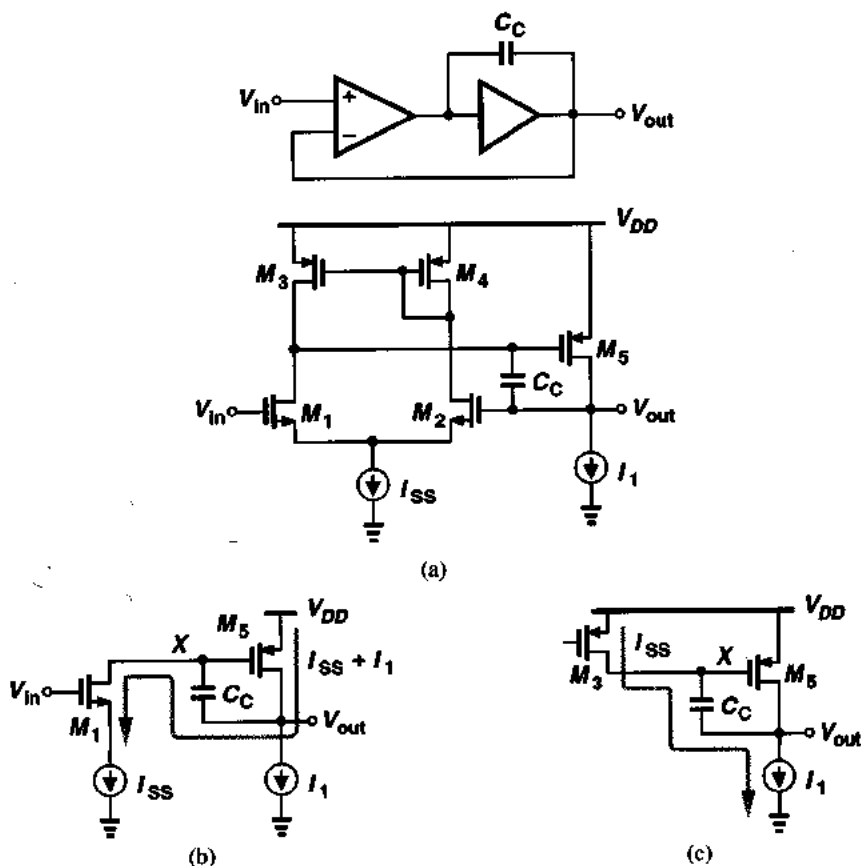 C_C
V_in
+
−
V_out
V_DD
M_3
M_4
M_5
C_C
V_in
M_1
M_2
V_out
I_SS
I_1
(a)
M_5
V_DD
X
I_SS + I_1
V_in
C_C
M_1
V_out
I_SS
I_1
(b)
V_DD
I_SS
M_3
X
M_5
C_C
V_out
I_1
(c)